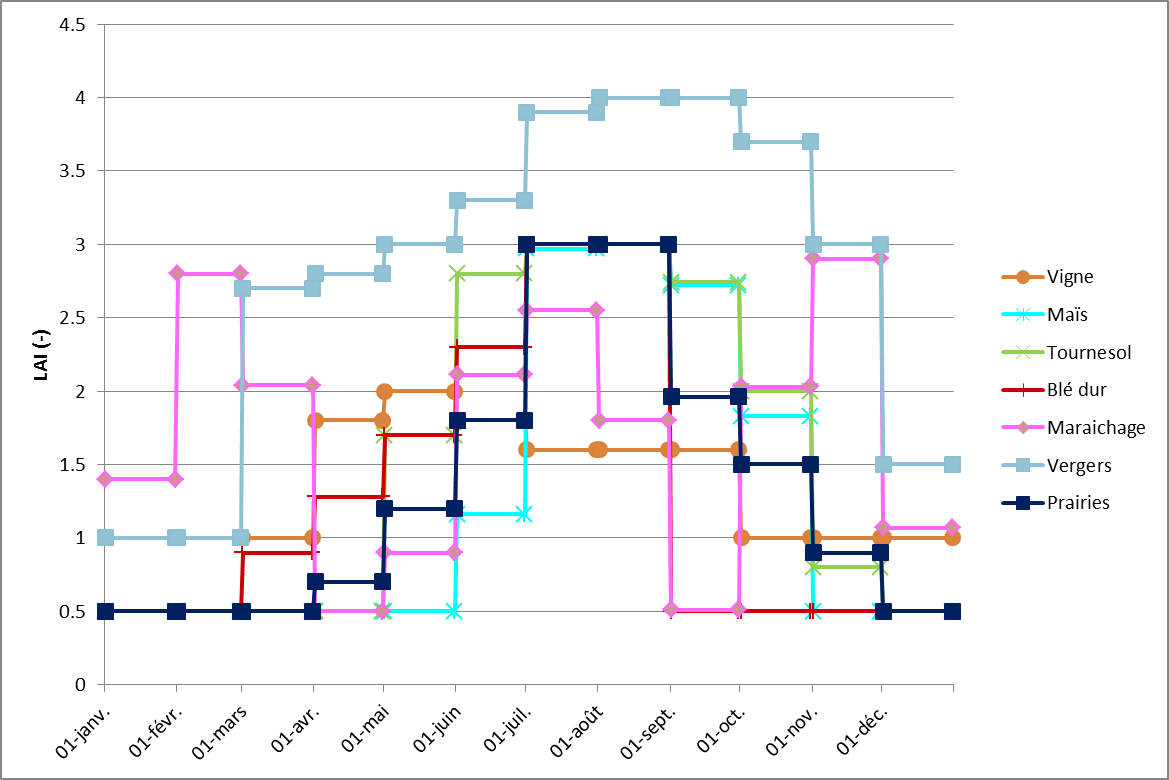 4.5
4
3.5
3
2.5
2
1.5
1
0.5
0
LAI (-)
01-janv.
01-févr.
01-mars
01-avr.
01-mai
01-juin
01-juil.
01-août
01-sept.
01-oct.
01-nov.
01-déc.
Vigne
Maïs
Tournesol
Blé dur
Maraichage
Vergers
Prairies